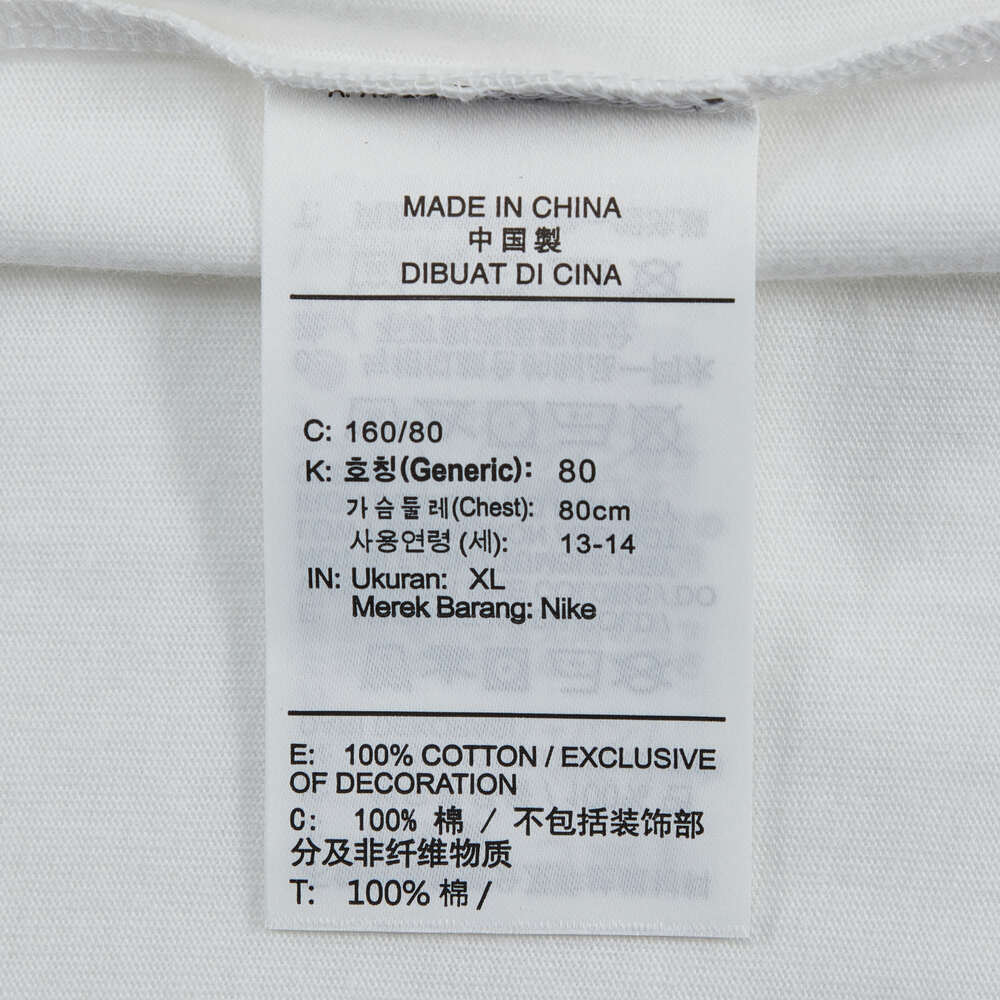 MADE IN CHINA
中国製
DIBUAT DI CINA
C: 160/80
K: 호칭(Generic): 80
가슴둘레(Chest): 80cm
사용연령(세): 13-14
IN: Ukuran: XL
Merek Barang: Nike
E: 100% COTTON / EXCLUSIVE
OF DECORATION
C: 100% 棉 / 不包括装饰部
分及非纤维物质
T: 100% 棉 /